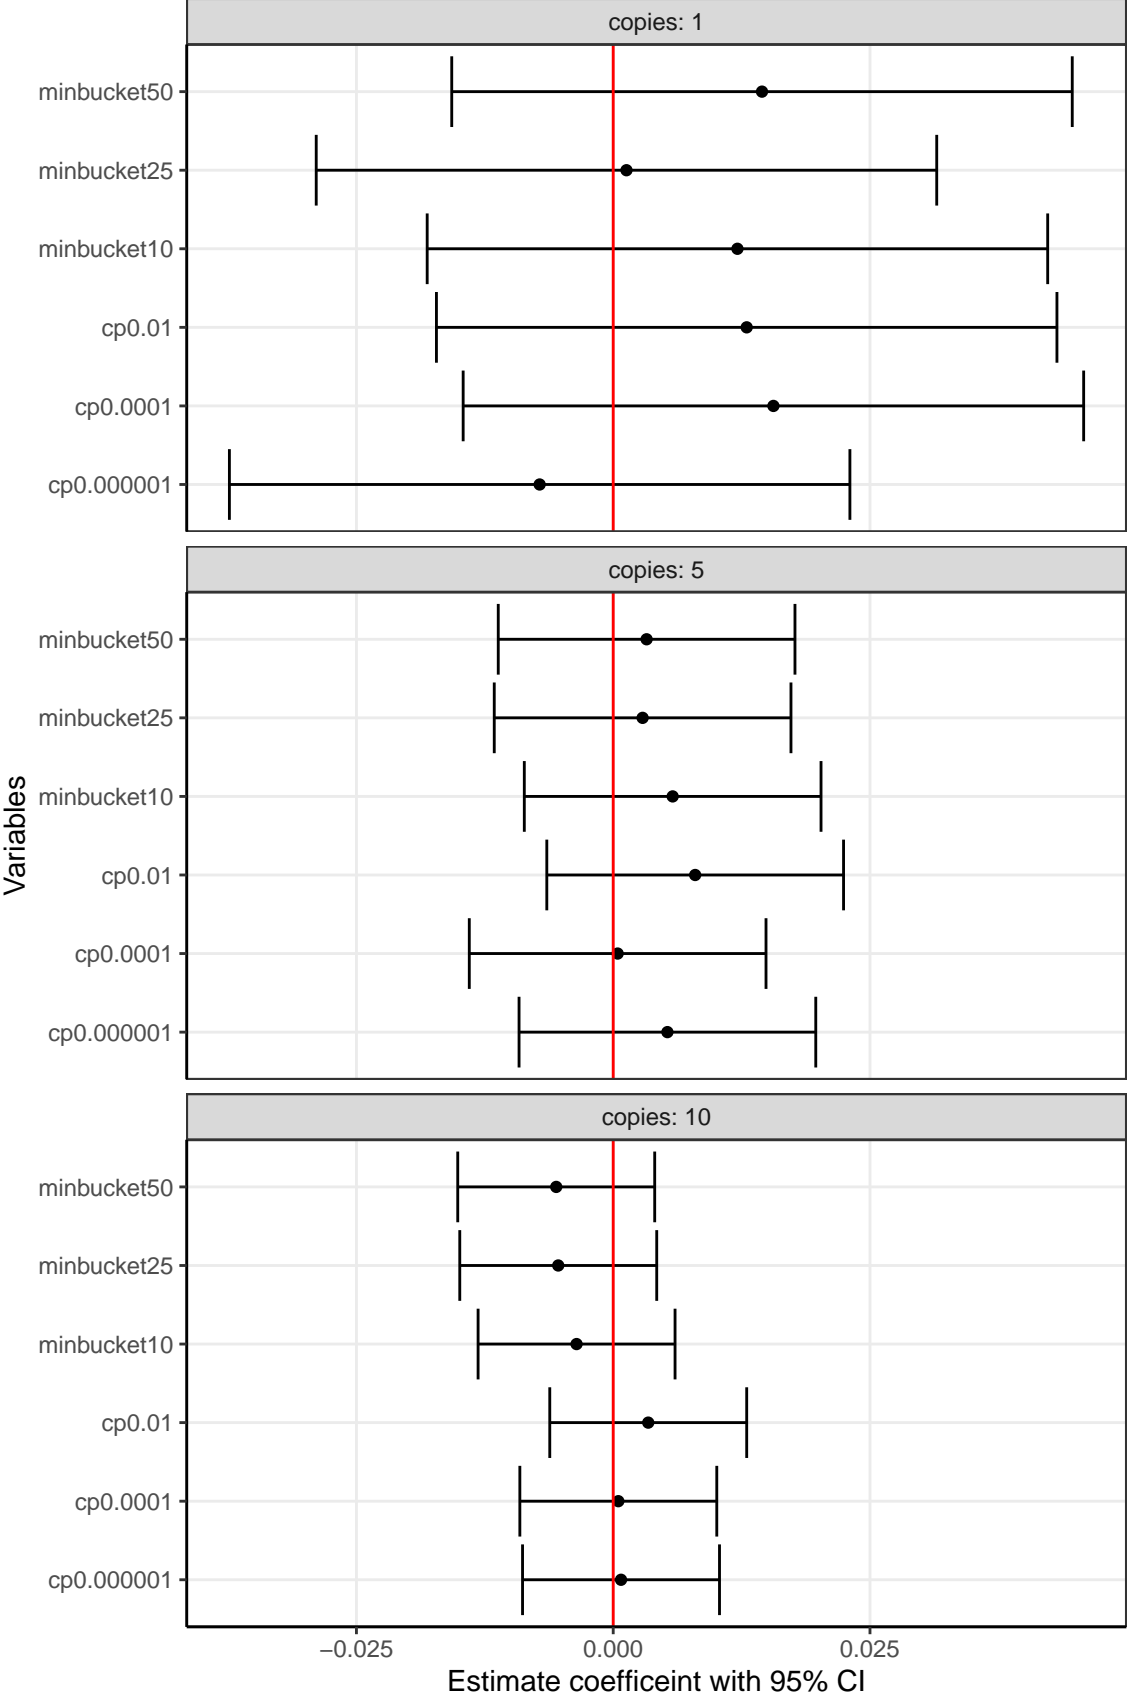 copies: 1
minbucket50
minbucket25
minbucket10
cp0.01
cp0.0001
cp0.000001
copies: 5
minbucket50
minbucket25
minbucket10
cp0.01
cp0.0001
cp0.000001
copies: 10
minbucket50
minbucket25
minbucket10
cp0.01
cp0.0001
cp0.000001
Variables
−0.025 0.000 0.025
Estimate coefficeint with 95% CI